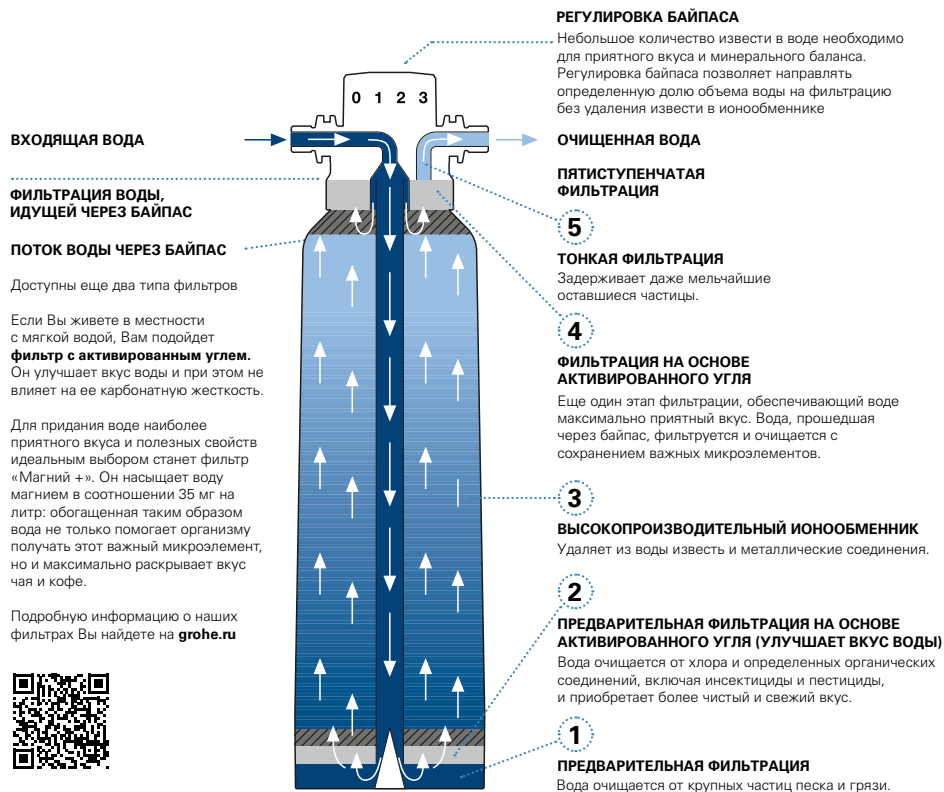 РЕГУЛИРОВКА БАЙПАСА
Небольшое количество извести в воде необходимо
для приятного вкуса и минерального баланса.
Регулировка байпаса позволяет направлять
определенную долю объема воды на фильтрацию
без удаления извести в ионообменнике
0 1 2 3
ВХОДЯЩАЯ ВОДА
ОЧИЩЕННАЯ ВОДА
ФИЛЬТРАЦИЯ ВОДЫ,
ИДУЩЕЙ ЧЕРЕЗ БАЙПАС
ПОТОК ВОДЫ ЧЕРЕЗ БАЙПАС
Доступны еще два типа фильтров
Если Вы живете в местности
с мягкой водой, Вам подойдет
фильтр с активированным углем.
Он улучшает вкус воды и при этом не
влияет на ее карбонатную жесткость.
Для придания воде наиболее
приятного вкуса и полезных свойств
идеальным выбором станет фильтр
«Магний +». Он насыщает воду
магнием в соотношении 35 мг на
литр: обогащенная таким образом
вода не только помогает организму
получать этот важный микроэлемент,
но и максимально раскрывает вкус
чая и кофе.
Подробную информацию о наших
фильтрах Вы найдете на grohe.ru
ПЯТИСТУПЕНЧАТАЯ
ФИЛЬТРАЦИЯ
5
ТОНКАЯ ФИЛЬТРАЦИЯ
Задерживает даже мельчайшие
оставшиеся частицы.
4
ФИЛЬТРАЦИЯ НА ОСНОВЕ
АКТИВИРОВАННОГО УГЛЯ
Еще один этап фильтрации, обеспечивающий воде
максимально приятный вкус. Вода, прошедшая
через байпас, фильтруется и очищается с
сохранением важных микроэлементов.
3
ВЫСОКОПРОИЗВОДИТЕЛЬНЫЙ ИОНООБМЕННИК
Удаляет из воды известь и металлические соединения.
2
ПРЕДВАРИТЕЛЬНАЯ ФИЛЬТРАЦИЯ НА ОСНОВЕ
АКТИВИРОВАННОГО УГЛЯ (УЛУЧШАЕТ ВКУС ВОДЫ)
Вода очищается от хлора и определенных органических
соединений, включая инсектициды и пестициды,
и приобретает более чистый и свежий вкус.
1
ПРЕДВАРИТЕЛЬНАЯ ФИЛЬТРАЦИЯ
Вода очищается от крупных частиц песка и грязи.